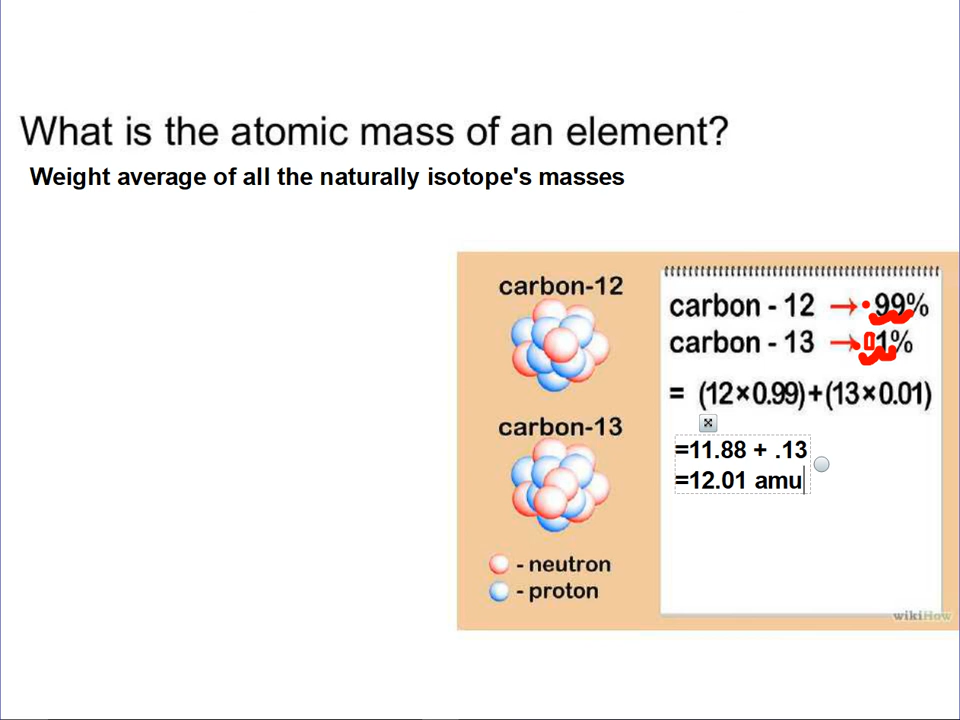 What is the atomic mass of an element?
Weight average of all the naturally isotope's masses
carbon-12
carbon - 12 → .99%
carbon - 13 → .01%
= (12×0.99)+(13×0.01)
carbon-13
=11.88 + .13
=12.01 amu
- neutron
- proton
wikiHow